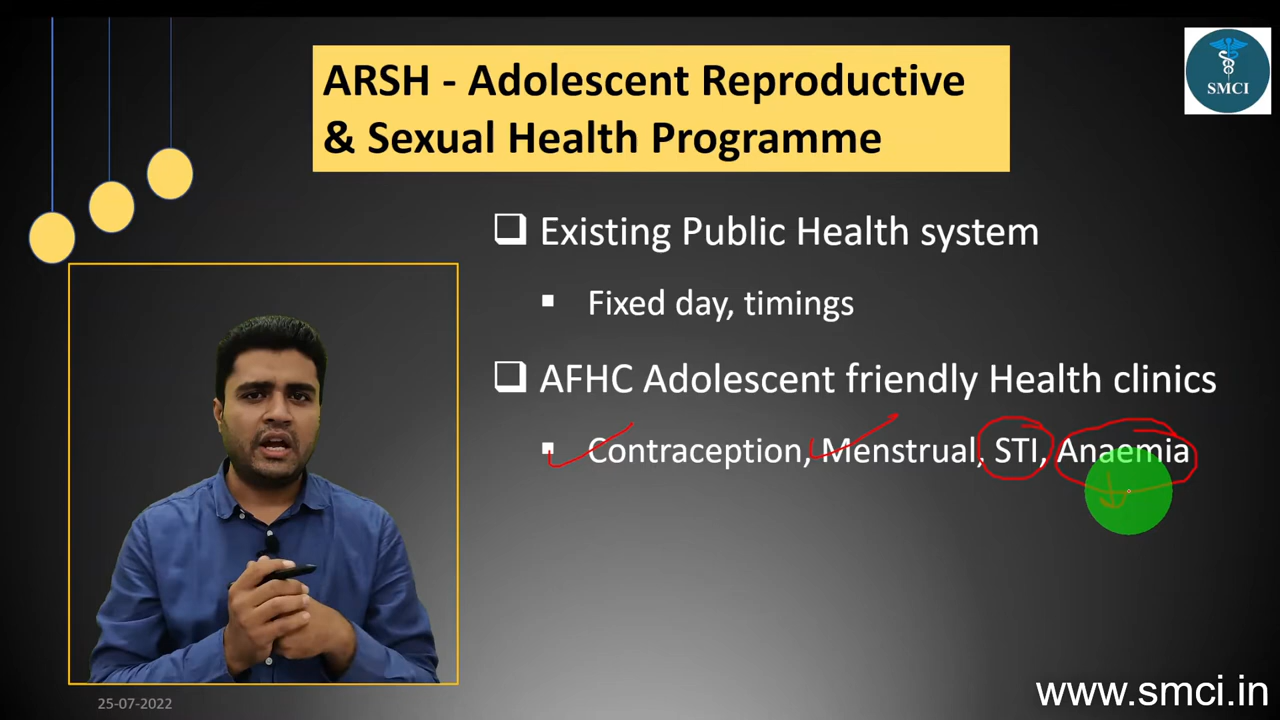 ARSH - Adolescent Reproductive
& Sexual Health Programme
SMCI
Existing Public Health system
Fixed day, timings
AFHC Adolescent friendly Health clinics
Contraception, Menstrual, STI, Anaemia
25-07-2022
www.smci.in